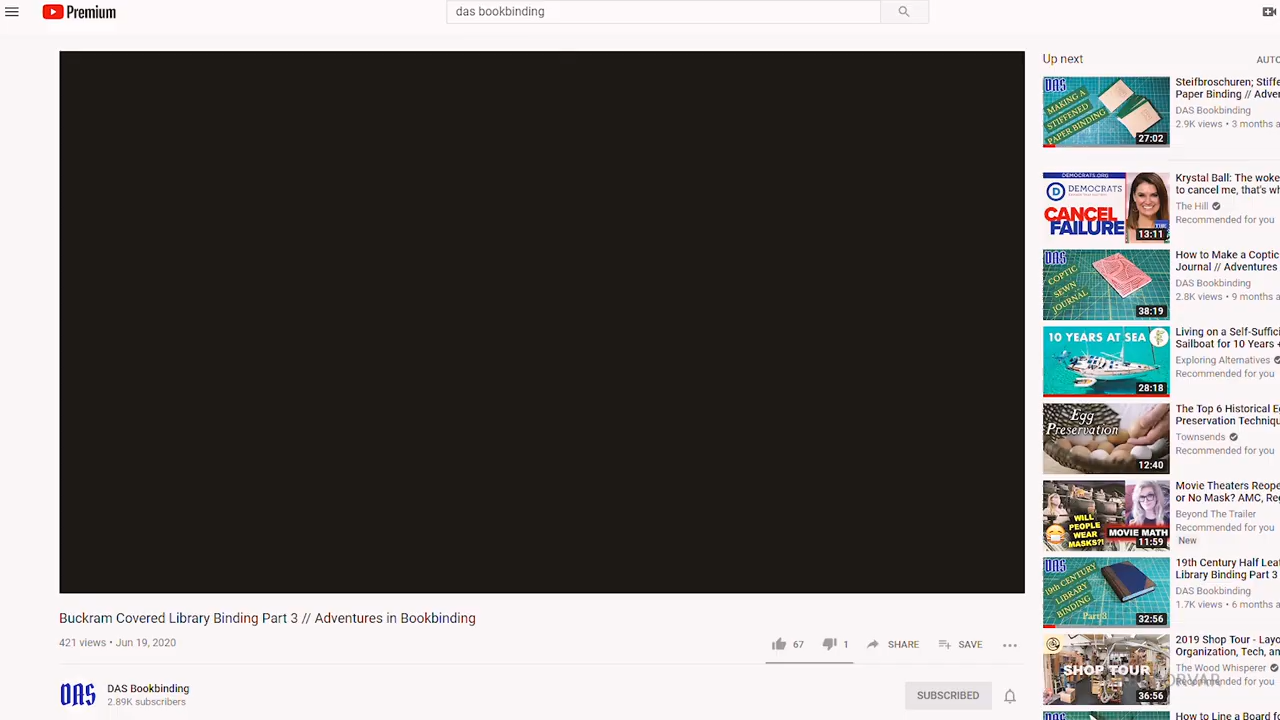 Premium
das bookbinding
Up next
AUTO
DAS
MAKING A
STIFFENED
PAPER BINDING
27:02
Steifbroschuren; Stiffe
Paper Binding // Adven
DAS Bookbinding
2.9K views • 3 months a
DEMOCRATS.ORG
D DEMOCRATS
CANCEL
FAILURE
13:11
Krystal Ball: The woke
to cancel me, that's wh
The Hill
Recommended for you
DAS
COPTIC
SEWN
JOURNAL
38:19
How to Make a Coptic
Journal // Adventures
DAS Bookbinding
2.8K views • 9 months a
10 YEARS AT SEA
28:18
Living on a Self-Suffici
Sailboat for 10 Years +
Exploring Alternatives
Recommended for you
Egg
Preservation
12:40
The Top 6 Historical E
Preservation Techniqu
Townsends
Recommended for you
WILL
PEOPLE
WEAR
MASKS?!
MOVIE MATH
11:59
Movie Theaters Reope
or No Mask? AMC, Reg
Beyond The Trailer
Recommended for you
New
DAS
19th CENTURY
LIBRARY
BINDING
Part 3
32:56
19th Century Half Leat
Library Binding Part 3
DAS Bookbinding
1.7K views • 6 months a
SHOP TOUR
36:56
2019 Shop Tour - Layo
Organization, Tech, an
The Wood Whisperer
Recommended for you
DAS
How to Line a Board fo
Buckram Covered Library Binding Part 3 // Adventures in Bookbinding
421 views • Jun 19, 2020
67
1
SHARE
SAVE
DAS
DAS Bookbinding
2.89K subscribers
SUBSCRIBED